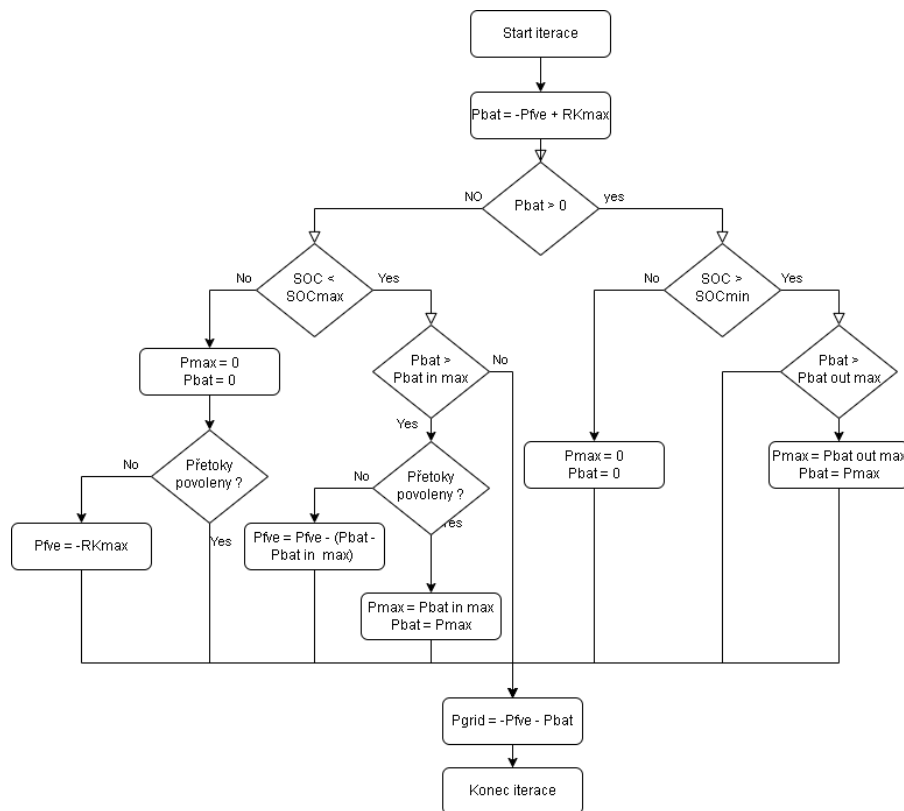 Start iterace
Pbat = -Pfve + RKmax
NO
Pbat > 0
yes
No
SOC <
SOCmax
Yes
No
SOC >
SOCmin
Yes
Pmax = 0
Pbat = 0
Pbat >
Pbat in max
No
Pbat >
Pbat out max
Yes
No
Přetoky
povoleny ?
No
Přetoky
povoleny ?
Pmax = 0
Pbat = 0
Pmax = Pbat out max
Pbat = Pmax
Pfve = -RKmax
Yes
Pfve = Pfve - (Pbat -
Pbat in max)
Yes
Pmax = Pbat in max
Pbat = Pmax
Pgrid = -Pfve - Pbat
Konec iterace